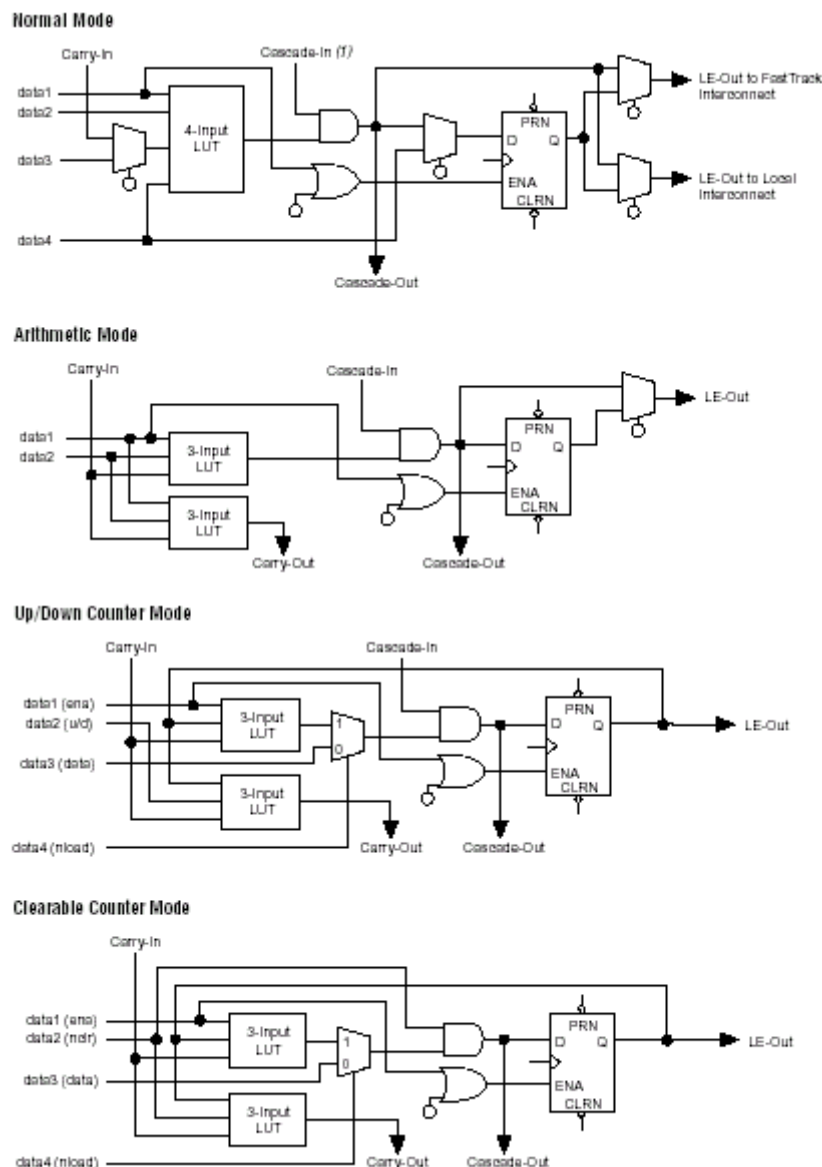 Normal Mode
Carry-In
Cascade-In (1)
data1
data2
data3
data4
4-Input
LUT
PRN
D Q
ENA
CLRN
LE-Out to FastTrack
Interconnect
LE-Out to Local
Interconnect
Cascade-Out
Arithmetic Mode
Carry-In
Cascade-In
data1
data2
3-Input
LUT
3-Input
LUT
PRN
D Q
ENA
CLRN
LE-Out
Carry-Out
Cascade-Out
Up/Down Counter Mode
Carry-In
Cascade-In
data1 (ena)
data2 (u/d)
data3 (data)
data4 (nload)
3-Input
LUT
1
0
3-Input
LUT
PRN
D Q
ENA
CLRN
LE-Out
Carry-Out
Cascade-Out
Clearable Counter Mode
Carry-In
data1 (ena)
data2 (nclr)
data3 (data)
data4 (nload)
3-Input
LUT
1
0
3-Input
LUT
PRN
D Q
ENA
CLRN
LE-Out
Carry-Out
Cascade-Out